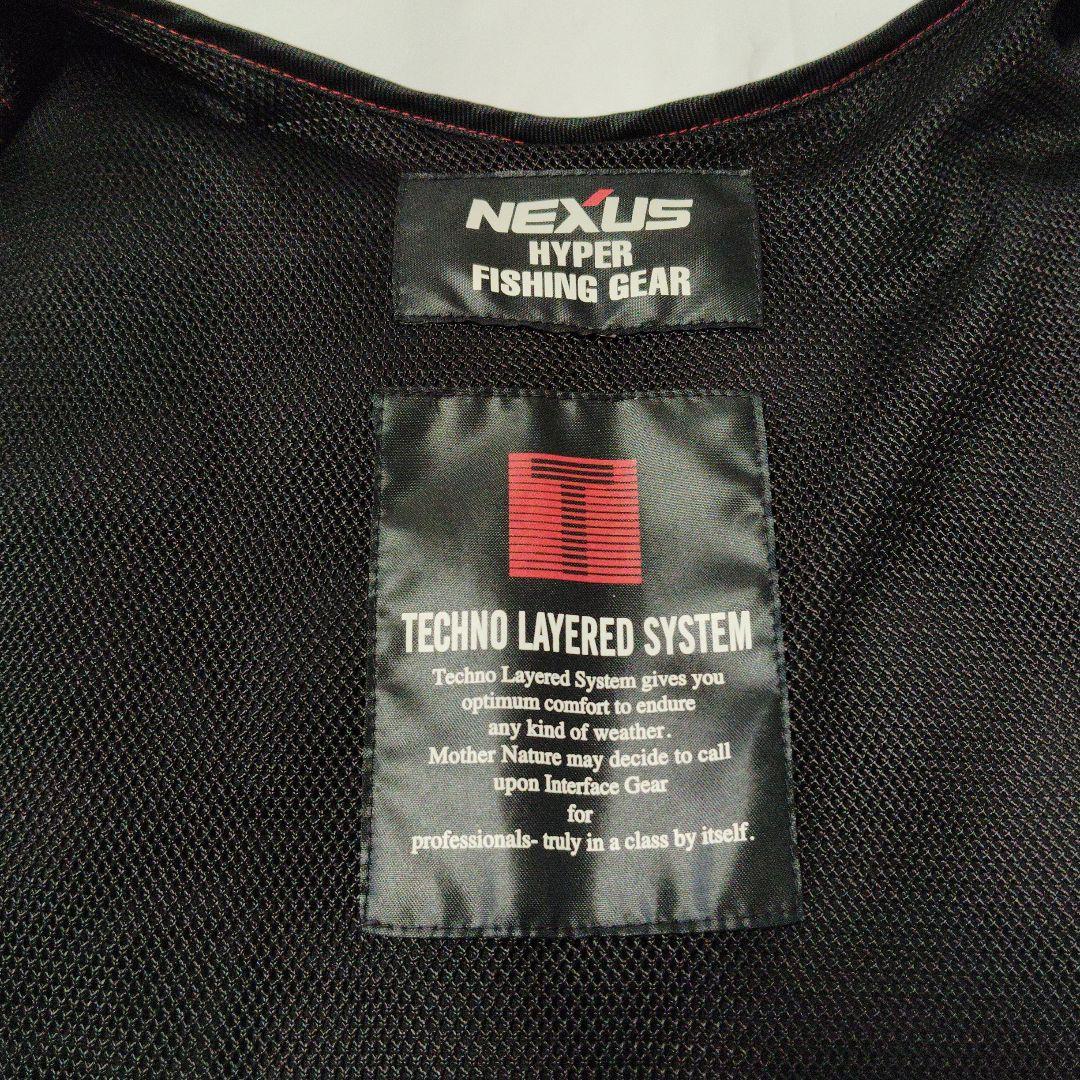 NEXUS
HYPER
FISHING GEAR
T
TECHNO LAYERED SYSTEM
Techno Layered System gives you
optimum comfort to endure
any kind of weather.
Mother Nature may decide to call
upon Interface Gear
for
professionals- truly in a class by itself.